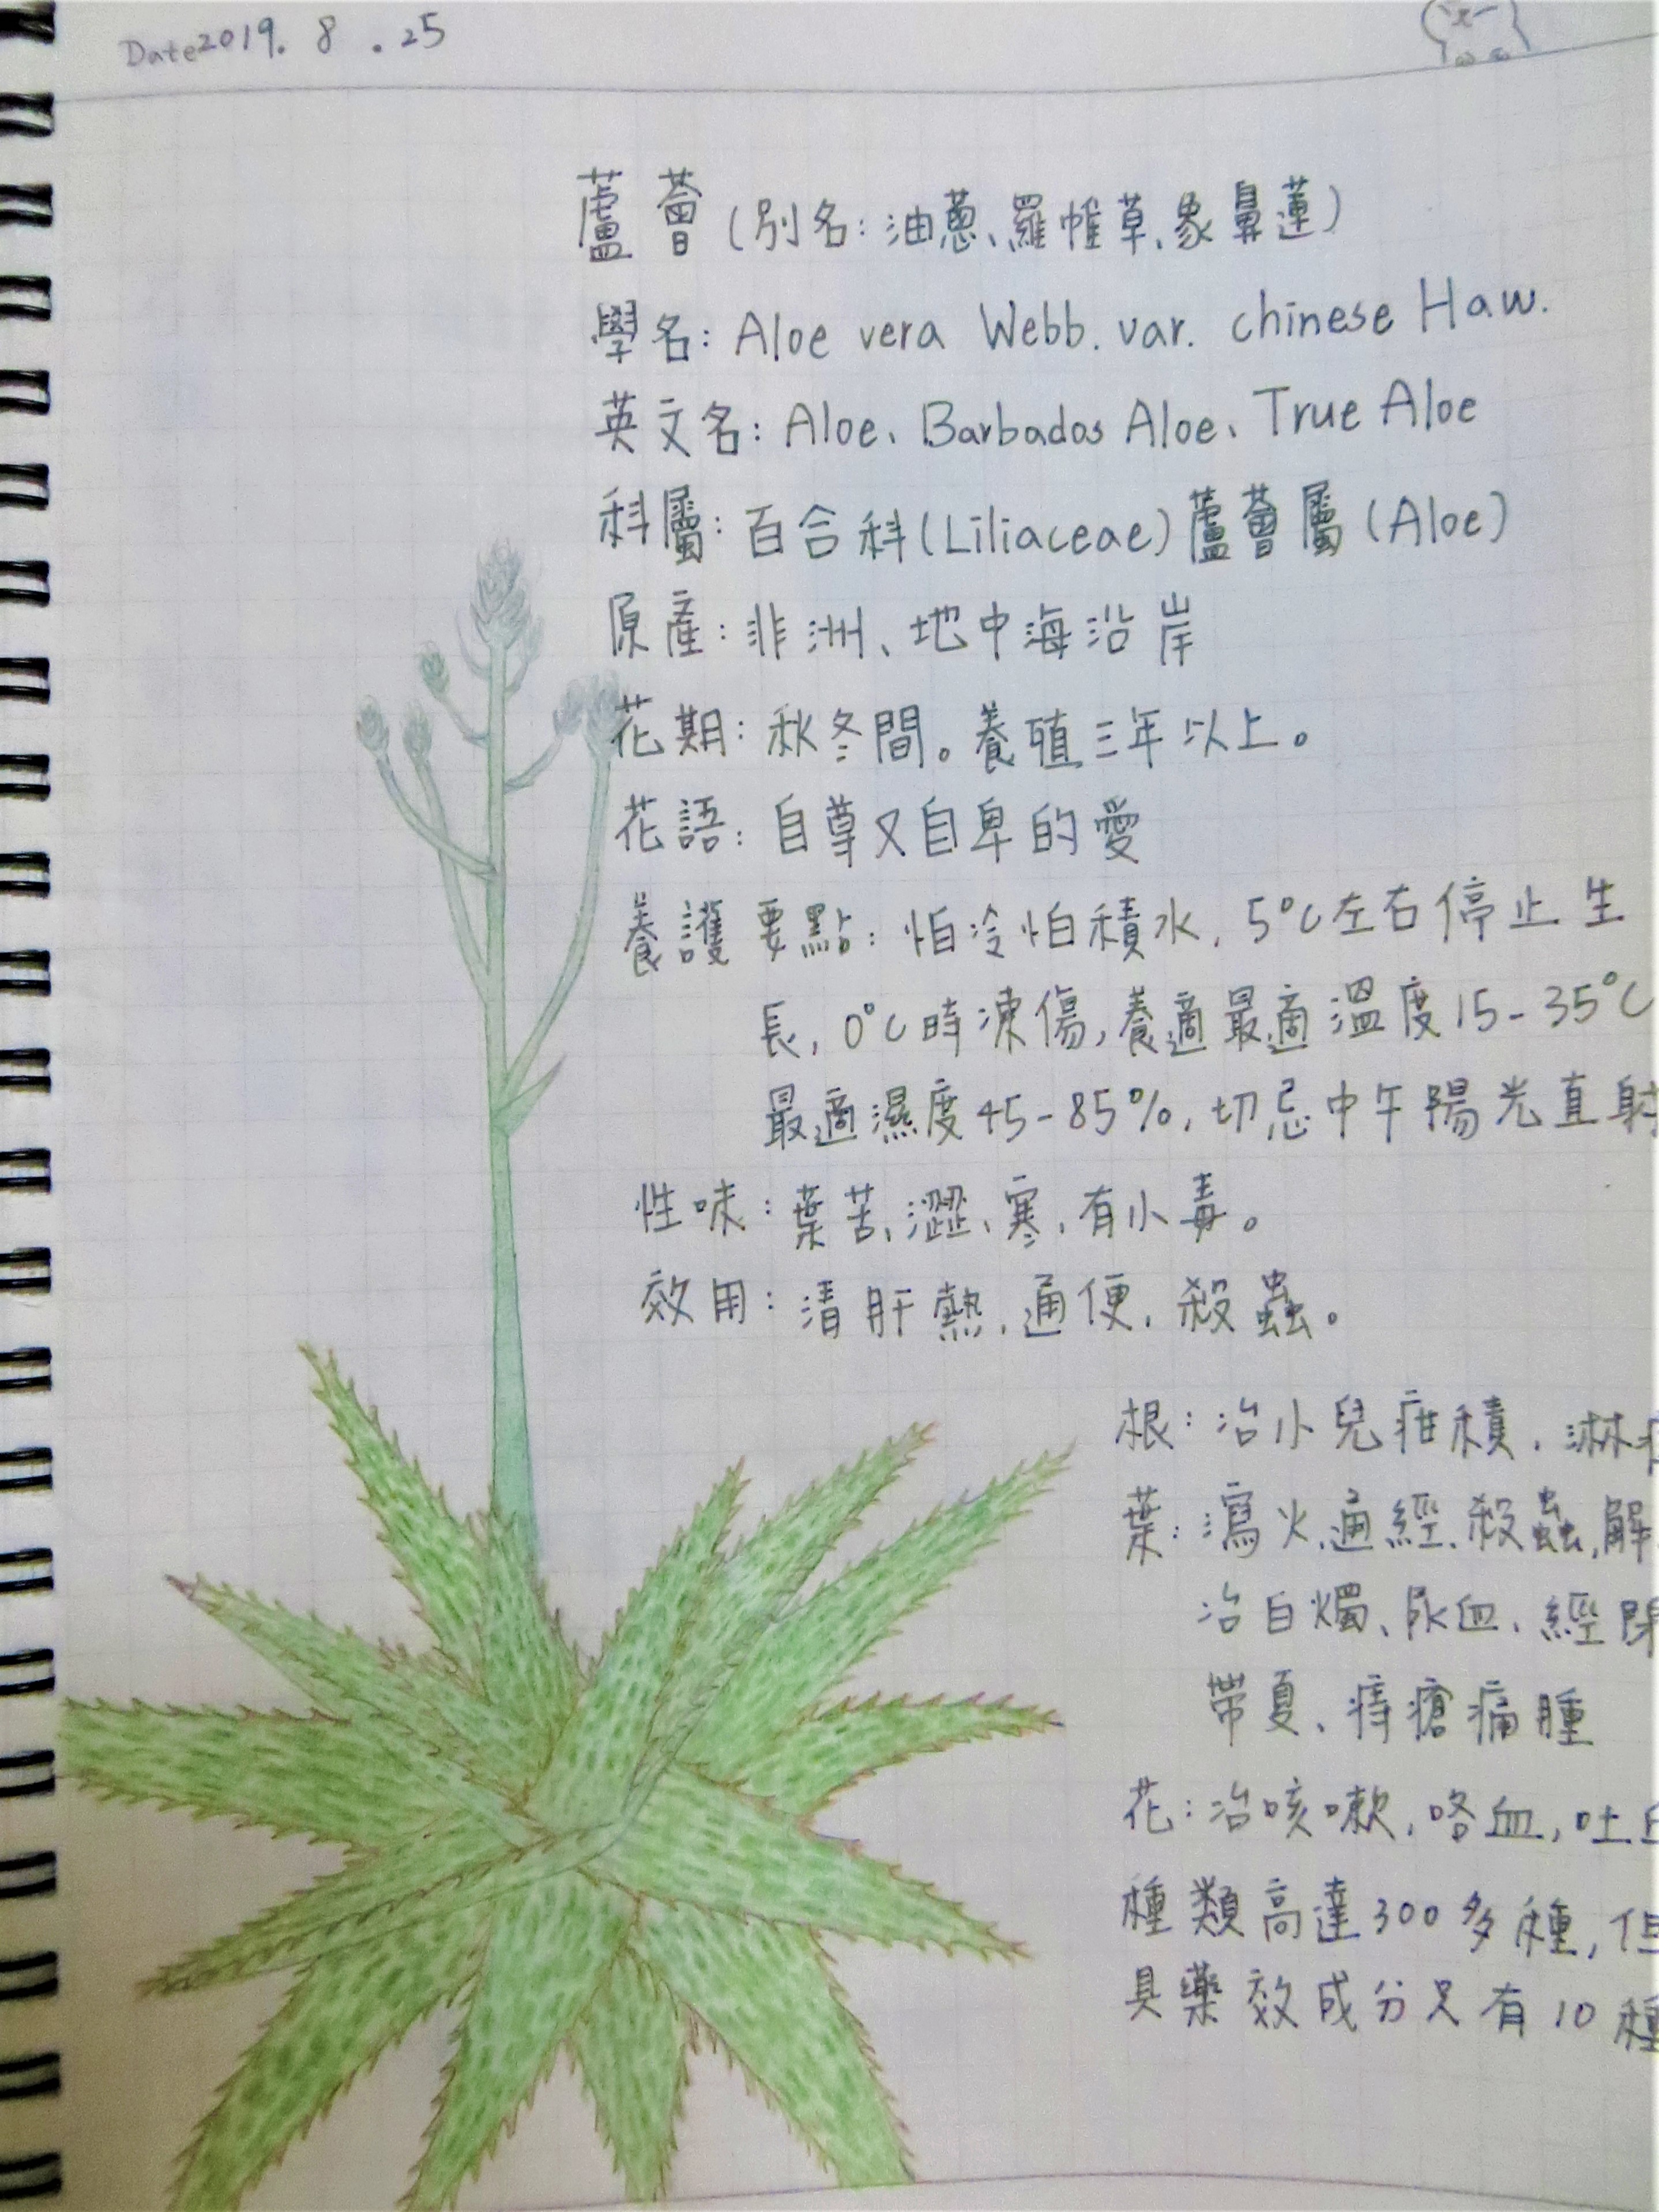 Date 2019. 8 . 25
蘆薈(別名:油蔥、羅帷草、象鼻蓮)
學名: Aloe vera Webb. var. chinese Haw.
英文名: Aloe、Barbados Aloe、True Aloe
科屬: 百合科(Liliaceae)蘆薈屬(Aloe)
原產:非洲、地中海沿岸
花期:秋冬間。養殖三年以上。
花語:自尊又自卑的愛
養護要點:怕冷怕積水,5°C左右停止生
長,0°C時凍傷,養適最適溫度15-35°C
最適濕度45-85%,切忌中午陽光直射
性味:葉苦、澀、寒,有小毒。
效用:清肝熱,通便,殺蟲。
根:治小兒疳積,淋
葉:瀉火、通經、殺蟲,解
治白燭、尿血、經閉
帶夏、痔瘡痛腫
花:治咳嗽,咯血,吐
種類高達300多種,但
具藥效成分只有10種